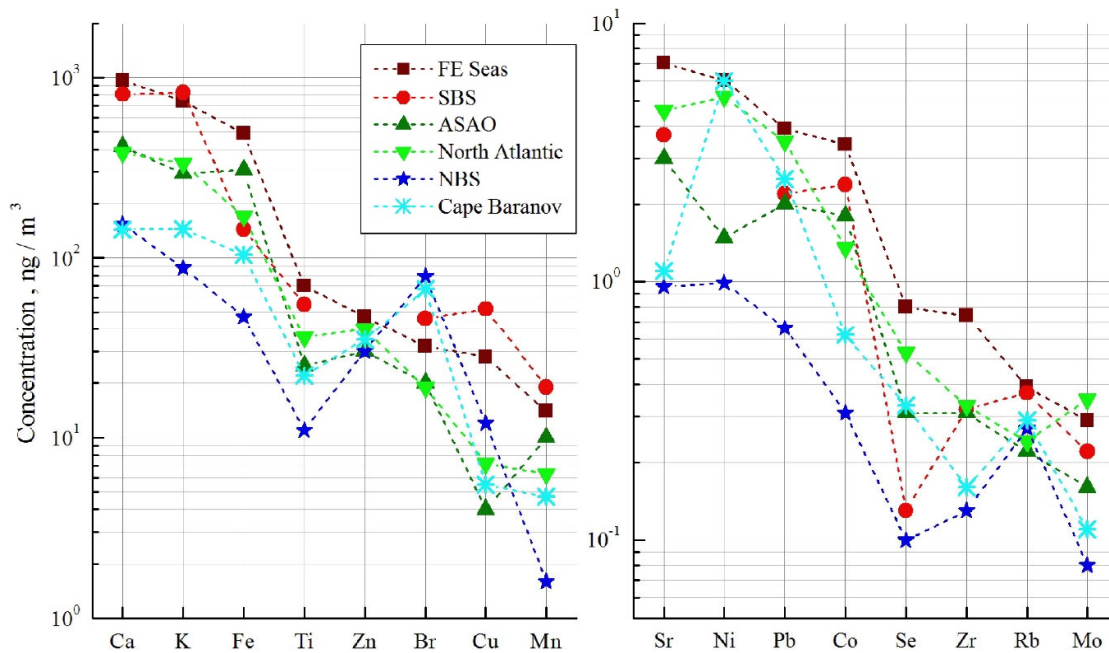 Concentration , ng / m³
10³
10²
10¹
10⁰
FE Seas
SBS
ASAO
North Atlantic
NBS
Cape Baranov
Ca K Fe Ti Zn Br Cu Mn
10¹
10⁰
10⁻¹
Sr Ni Pb Co Se Zr Rb Mo